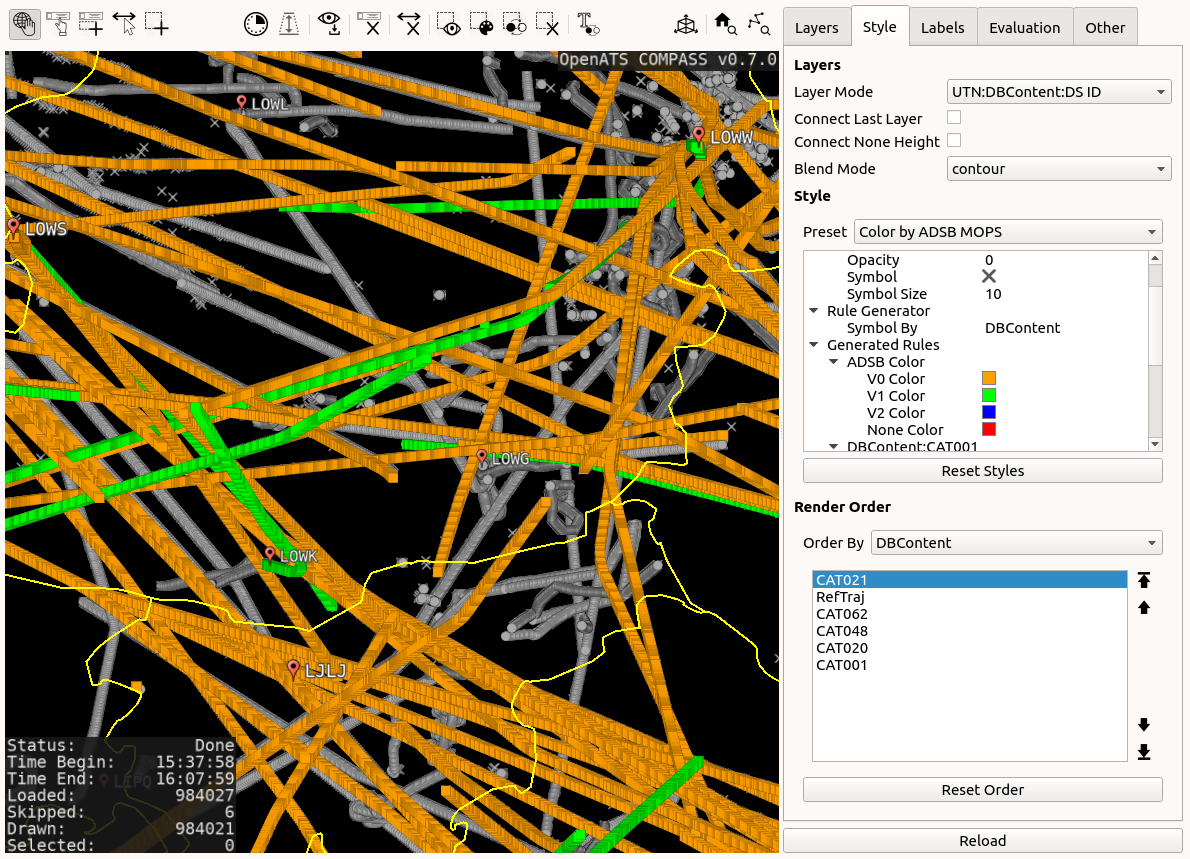 OpenATS COMPASS v0.7.0
LOWL
LOWW
LOWS
LOWG
LOWK
LJLJ
LIPQ
Status: Done
Time Begin: 15:37:58
Time End: 16:07:59
Loaded: 984027
Skipped: 6
Drawn: 984021
Selected: 0
Layers Style Labels Evaluation Other
Layers
Layer Mode UTN:DBContent:DS ID
Connect Last Layer
Connect None Height
Blend Mode contour
Style
Preset Color by ADSB MOPS
Opacity 0
Symbol
Symbol Size 10
Rule Generator
Symbol By DBContent
Generated Rules
ADSB Color
V0 Color
V1 Color
V2 Color
None Color
DBContent:CAT001
Reset Styles
Render Order
Order By DBContent
CAT021
RefTraj
CAT062
CAT048
CAT020
CAT001
Reset Order
Reload